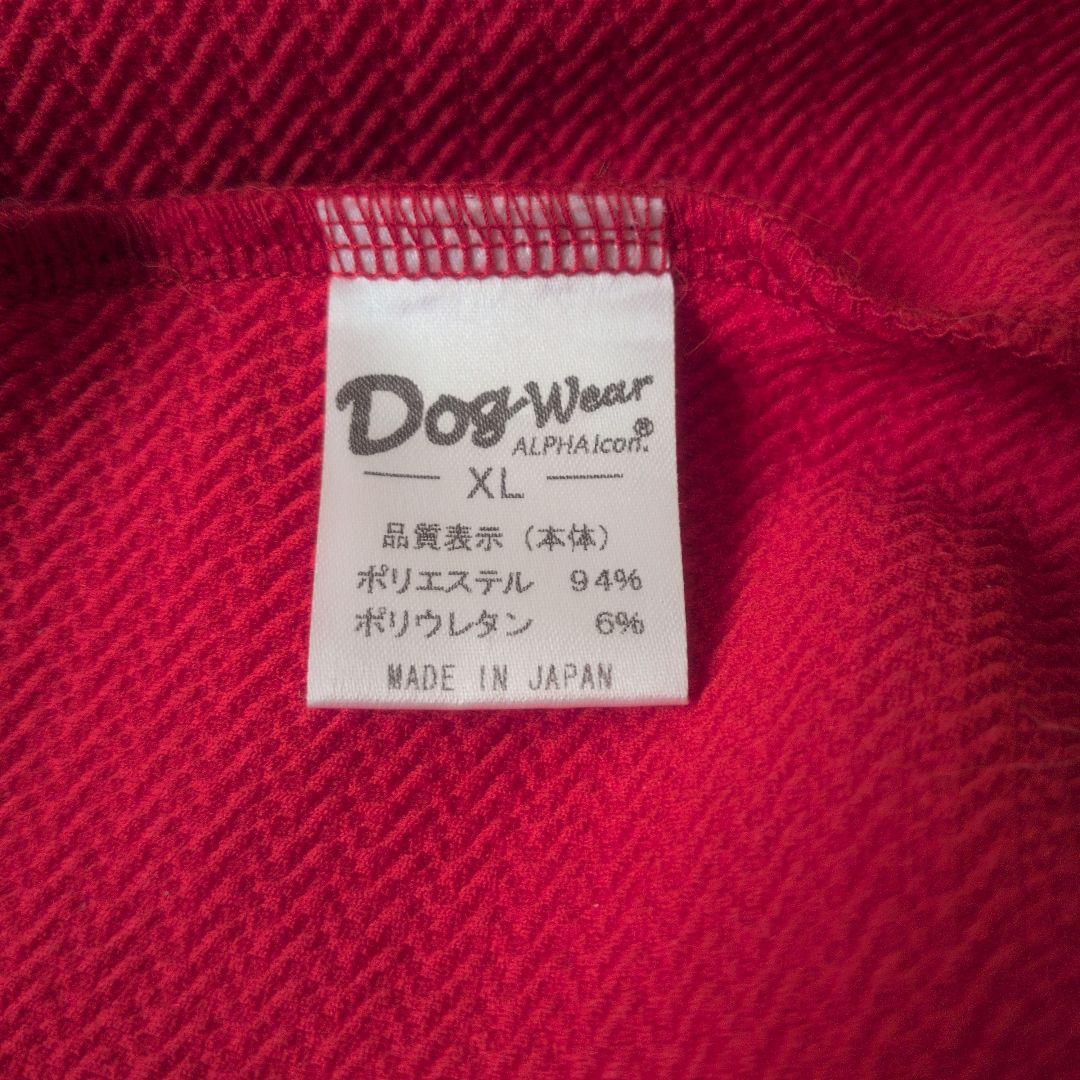 Dog Wear
ALPHAIcon®
XL
品質表示（本体）
ポリエステル 94%
ポリウレタン 6%
MADE IN JAPAN